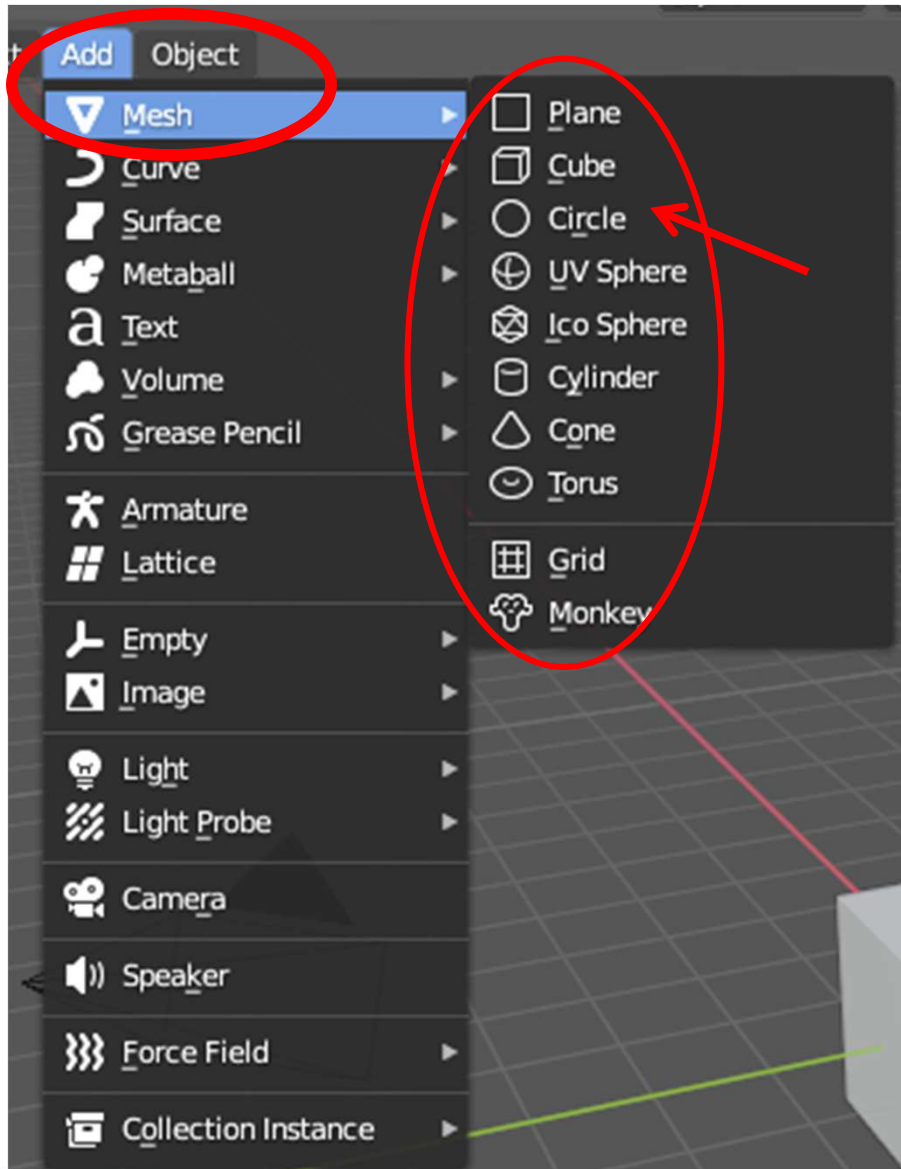 Add Object
Mesh
Curve
Surface
Metaball
Text
Volume
Grease Pencil
Armature
Lattice
Empty
Image
Light
Light Probe
Camera
Speaker
Force Field
Collection Instance
Plane
Cube
Circle
UV Sphere
Ico Sphere
Cylinder
Cone
Torus
Grid
Monkey